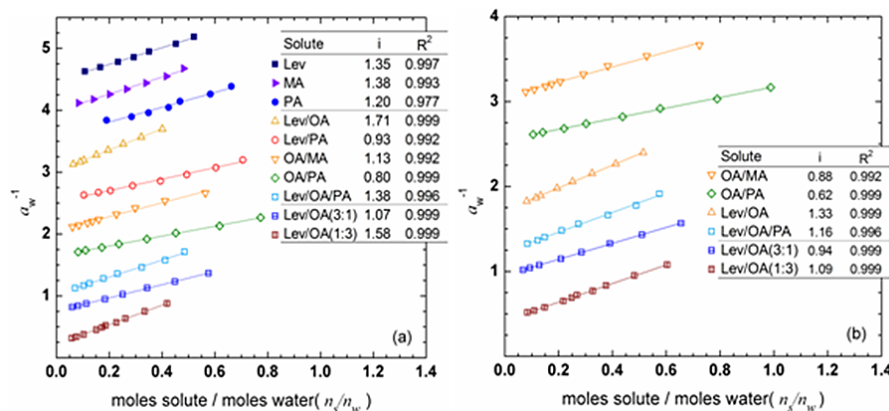 5.5
5
4
3
2
1
a_w^-1
Solute i R²
Lev 1.35 0.997
MA 1.38 0.993
PA 1.20 0.977
Lev/OA 1.71 0.999
Lev/PA 0.93 0.992
OA/MA 1.13 0.992
OA/PA 0.80 0.999
Lev/OA/PA 1.38 0.996
Lev/OA(3:1) 1.07 0.999
Lev/OA(1:3) 1.58 0.999
(a)
0.0 0.2 0.4 0.6 0.8 1.0 1.2 1.4
moles solute / moles water( n_s/n_w )
4
3
2
1
0
a_w^-1
Solute i R²
OA/MA 0.88 0.992
OA/PA 0.62 0.999
Lev/OA 1.33 0.999
Lev/OA/PA 1.16 0.996
Lev/OA(3:1) 0.94 0.999
Lev/OA(1:3) 1.09 0.999
(b)
0.0 0.2 0.4 0.6 0.8 1.0 1.2 1.4
moles solute / moles water( n_s/n_w )